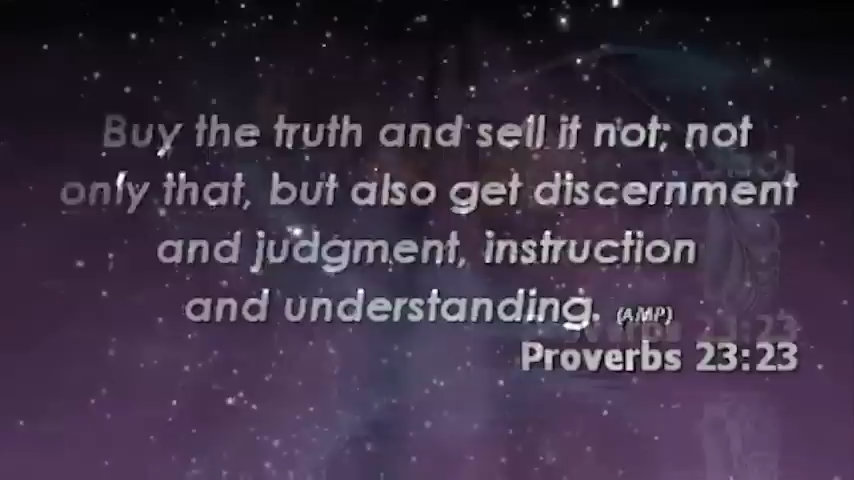 Buy the truth and sell it not; not
only that, but also get discernment
and judgment, instruction
and understanding. (AMP)
Proverbs 23:23